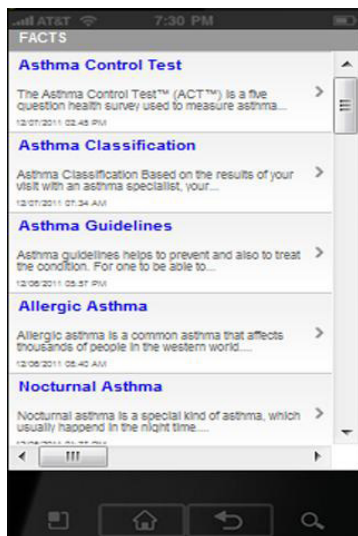 AT&T 7:30 PM
FACTS
Asthma Control Test
The Asthma Control Test™ (ACT™) is a five
question health survey used to measure asthma...
12/07/2011 02:45 PM
Asthma Classification
Asthma Classification Based on the results of your
visit with an asthma specialist, your...
12/07/2011 07:34 AM
Asthma Guidelines
Asthma guidelines helps to prevent and also to treat
the condition. For one to be able to...
12/06/2011 05:37 PM
Allergic Asthma
Allergic asthma is a common asthma that affects
thousands of people in the western world....
12/06/2011 05:40 AM
Nocturnal Asthma
Nocturnal asthma is a special kind of asthma, which
usually happend in the night time....